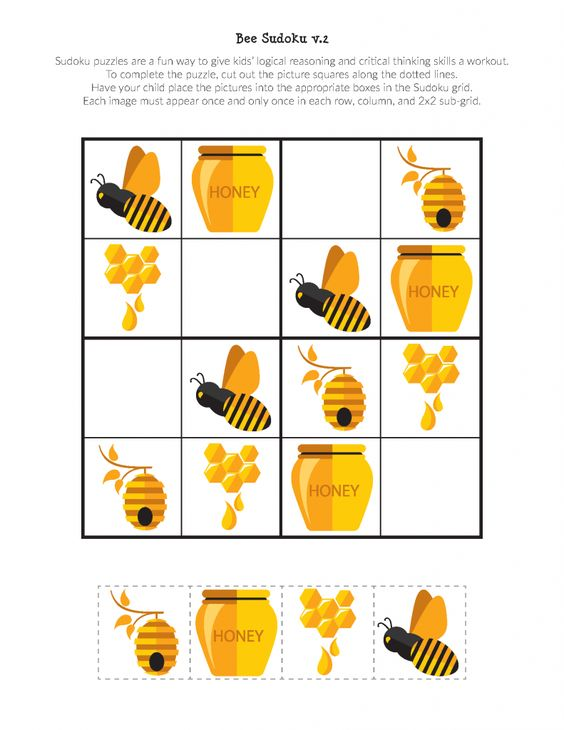 Bee Sudoku v.2
Sudoku puzzles are a fun way to give kids' logical reasoning and critical thinking skills a workout.
To complete the puzzle, cut out the picture squares along the dotted lines.
Have your child place the pictures into the appropriate boxes in the Sudoku grid.
Each image must appear once and only once in each row, column, and 2x2 sub-grid.
HONEY
HONEY
HONEY
HONEY